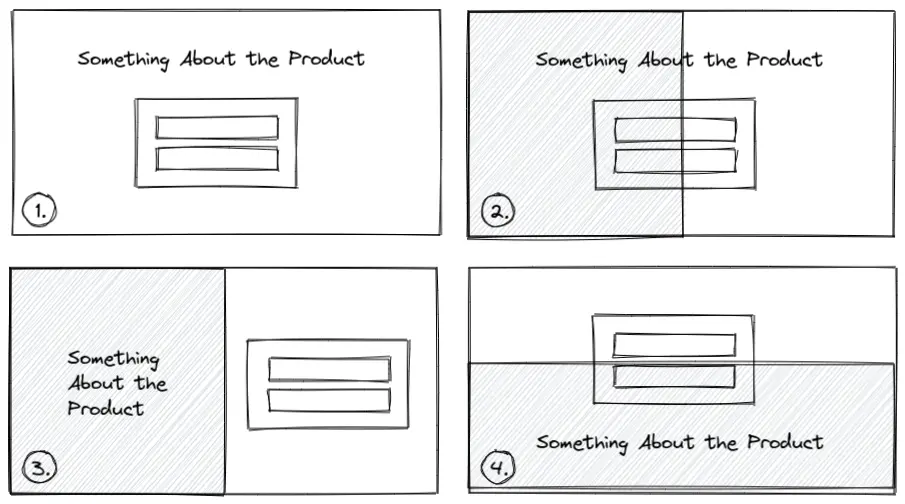 Something About the Product
1.
Something About the Product
2.
Something
About the
Product
3.
Something About the Product
4.